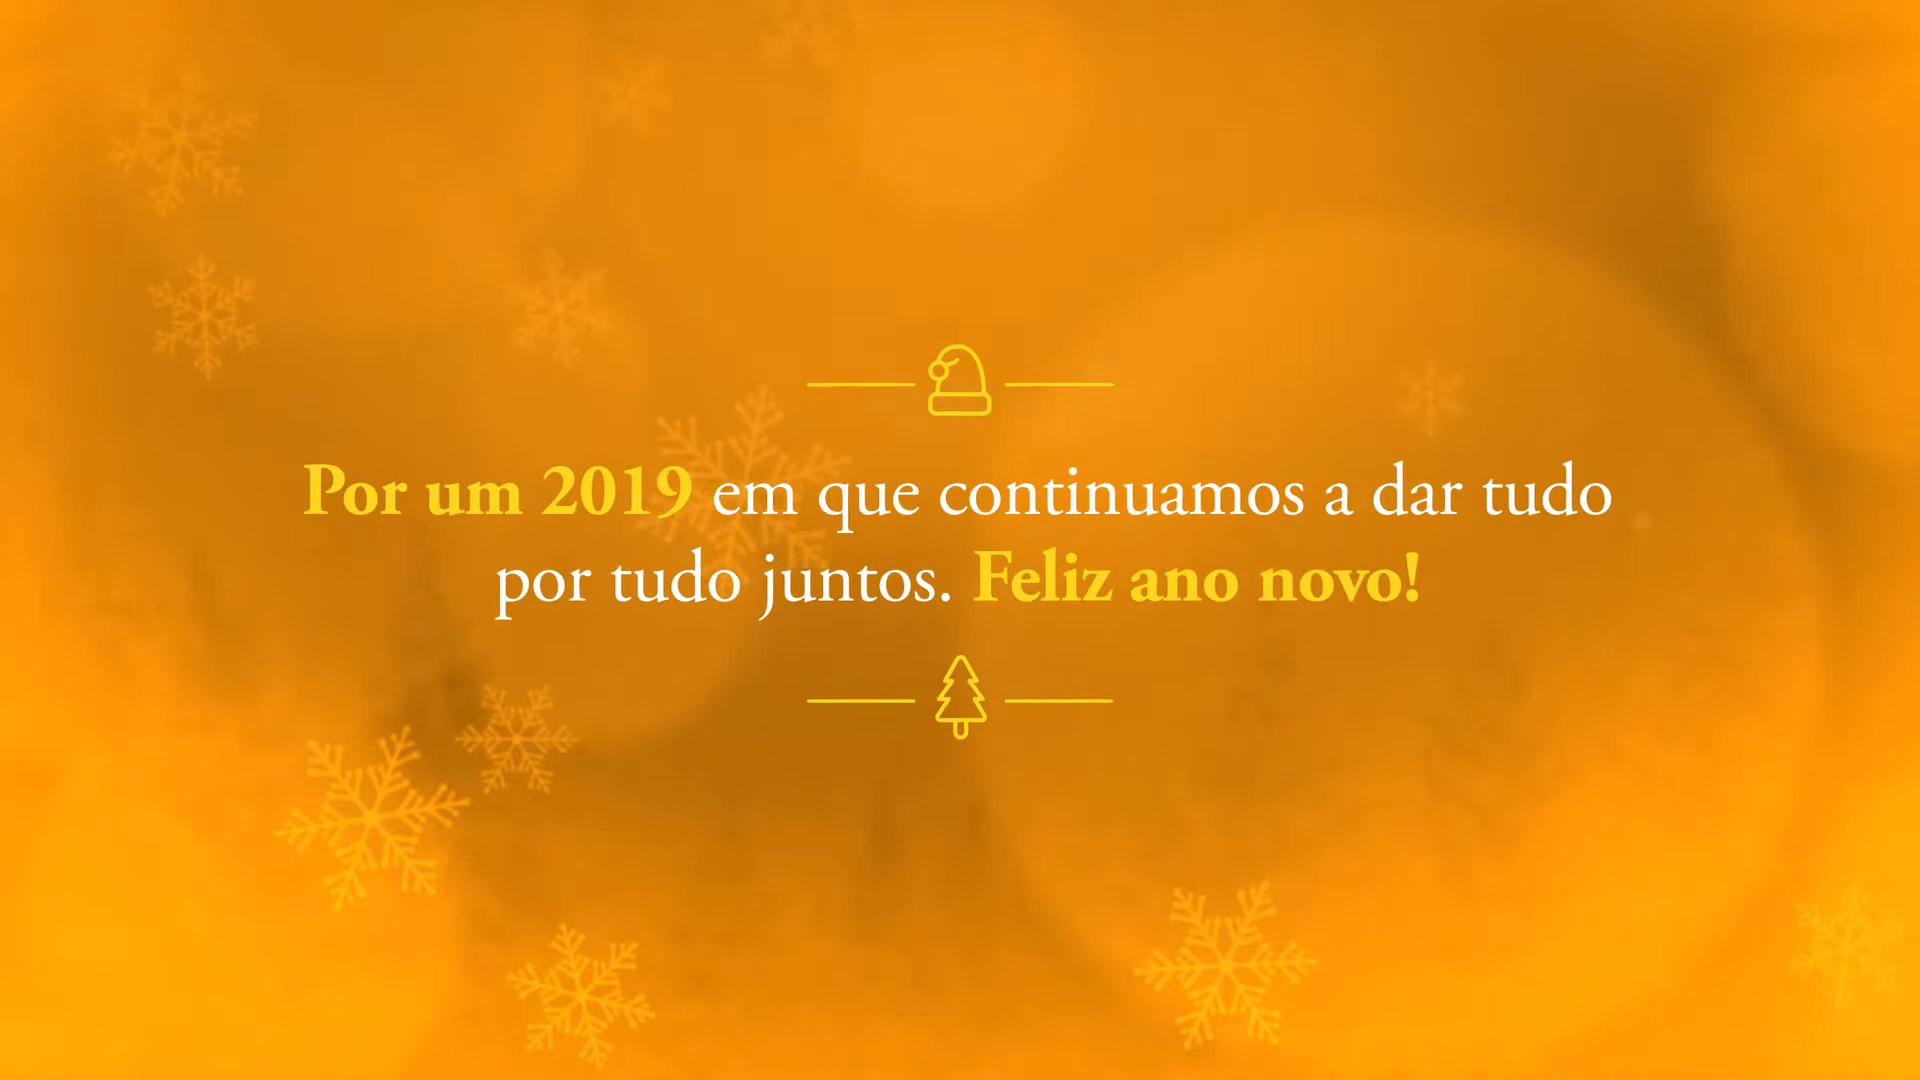 Por um 2019 em que continuamos a dar tudo
por tudo juntos. Feliz ano novo!